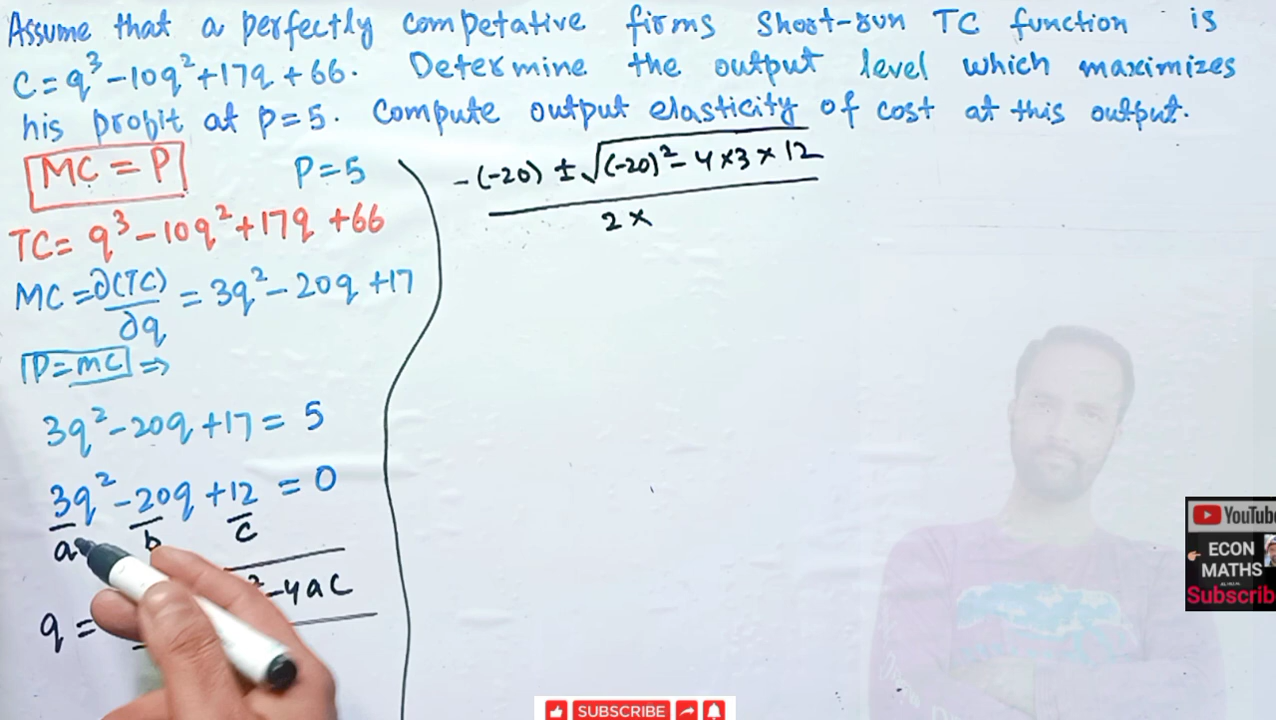 Assume that a perfectly competative firms Short-run TC function is
C = q³ - 10q² + 17q + 66. Determine the output level which maximizes
his profit at p = 5. Compute output elasticity of cost at this output.
MC = P
P = 5
TC = q³ - 10q² + 17q + 66
MC = ∂(TC)/∂q = 3q² - 20q + 17
P = MC ⇒
3q² - 20q + 17 = 5
3q² - 20q + 12 = 0
a b c
q =
- 4ac
-(-20) ± √(-20)² - 4×3×12
2×
YouTube
ECON
MATHS
Subscrib
SUBSCRIBE